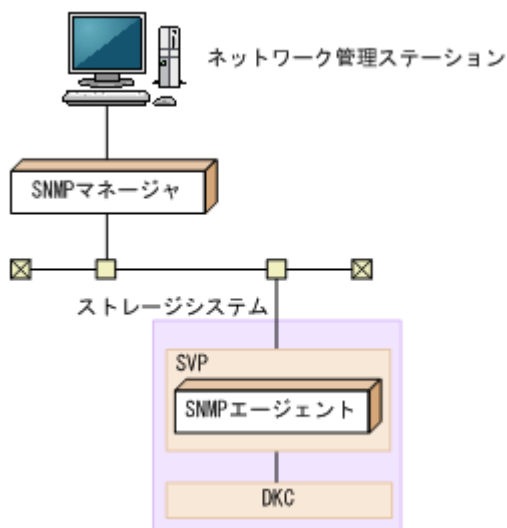 ネットワーク管理ステーション
SNMPマネージャ
ストレージシステム
SVP
SNMPエージェント
DKC